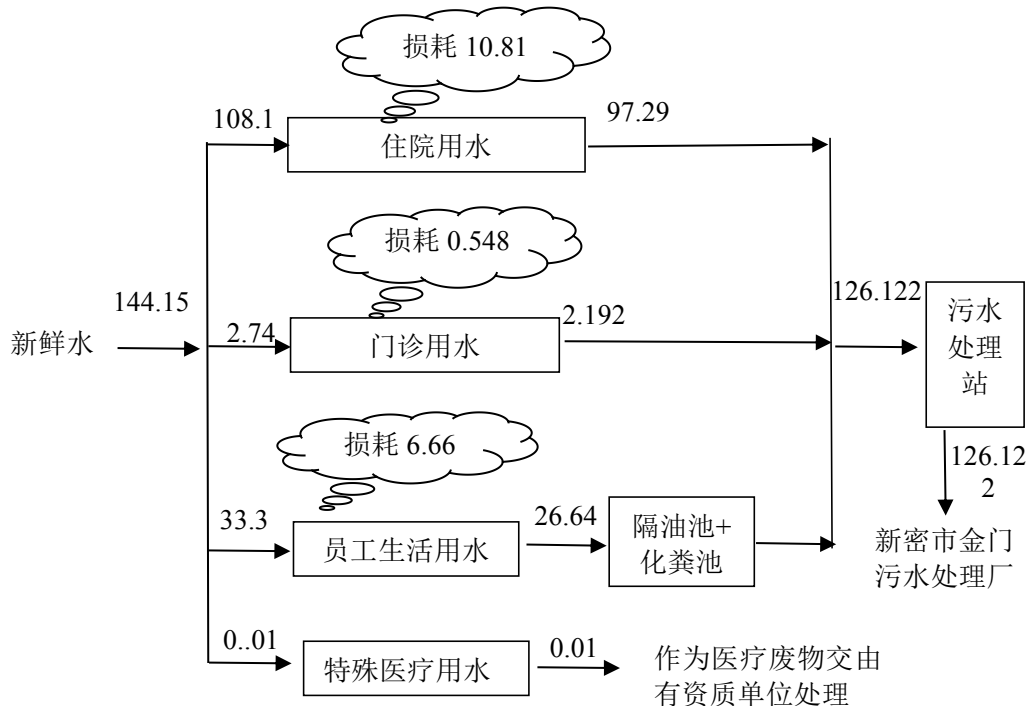 损耗 10.81
108.1
住院用水
97.29
损耗 0.548
144.15
新鲜水
2.74
门诊用水
2.192
126.122
污水
处理
站
损耗 6.66
33.3
员工生活用水
26.64
隔油池+
化粪池
126.12
2
新密市金门
污水处理厂
0..01
特殊医疗用水
0.01
作为医疗废物交由
有资质单位处理